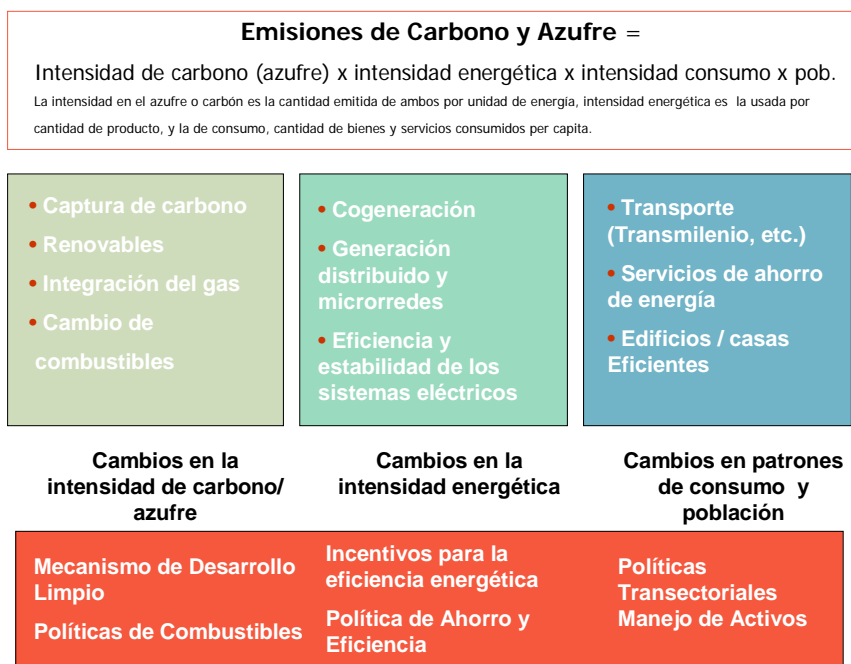 Emisiones de Carbono y Azufre =
Intensidad de carbono (azufre) x intensidad energética x intensidad consumo x pob.
La intensidad en el azufre o carbón es la cantidad emitida de ambos por unidad de energía, intensidad energética es la usada por
cantidad de producto, y la de consumo, cantidad de bienes y servicios consumidos per capita.
• Captura de carbono
• Renovables
• Integración del gas
• Cambio de
combustibles
• Cogeneración
• Generación
distribuido y
microrredes
• Eficiencia y
estabilidad de los
sistemas eléctricos
• Transporte
(Transmilenio, etc.)
• Servicios de ahorro
de energía
• Edificios / casas
Eficientes
Cambios en la
intensidad de carbono/
azufre
Cambios en la
intensidad energética
Cambios en patrones
de consumo y
población
Mecanismo de Desarrollo
Limpio
Políticas de Combustibles
Incentivos para la
eficiencia energética
Política de Ahorro y
Eficiencia
Políticas
Transectoriales
Manejo de Activos